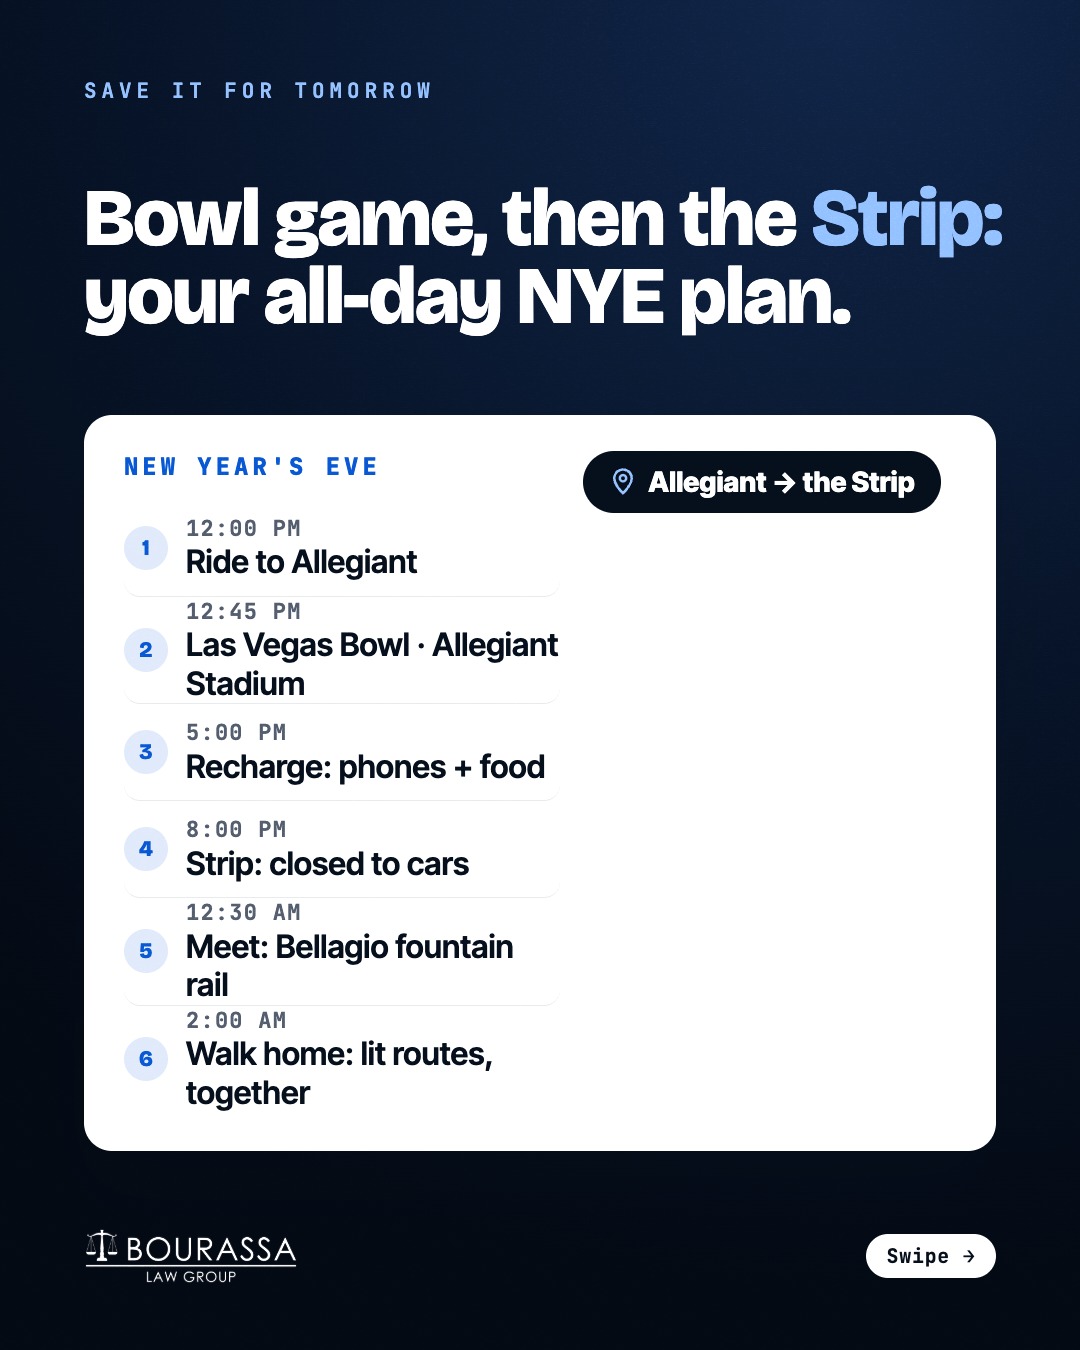 SAVE IT FOR TOMORROW
Bowl game, then the Strip:
your all-day NYE plan.
NEW YEAR'S EVE
Allegiant → the Strip
1
12:00 PM
Ride to Allegiant
2
12:45 PM
Las Vegas Bowl · Allegiant
Stadium
3
5:00 PM
Recharge: phones + food
4
8:00 PM
Strip: closed to cars
5
12:30 AM
Meet: Bellagio fountain
rail
6
2:00 AM
Walk home: lit routes,
together
BOURASSA
LAW GROUP
Swipe →